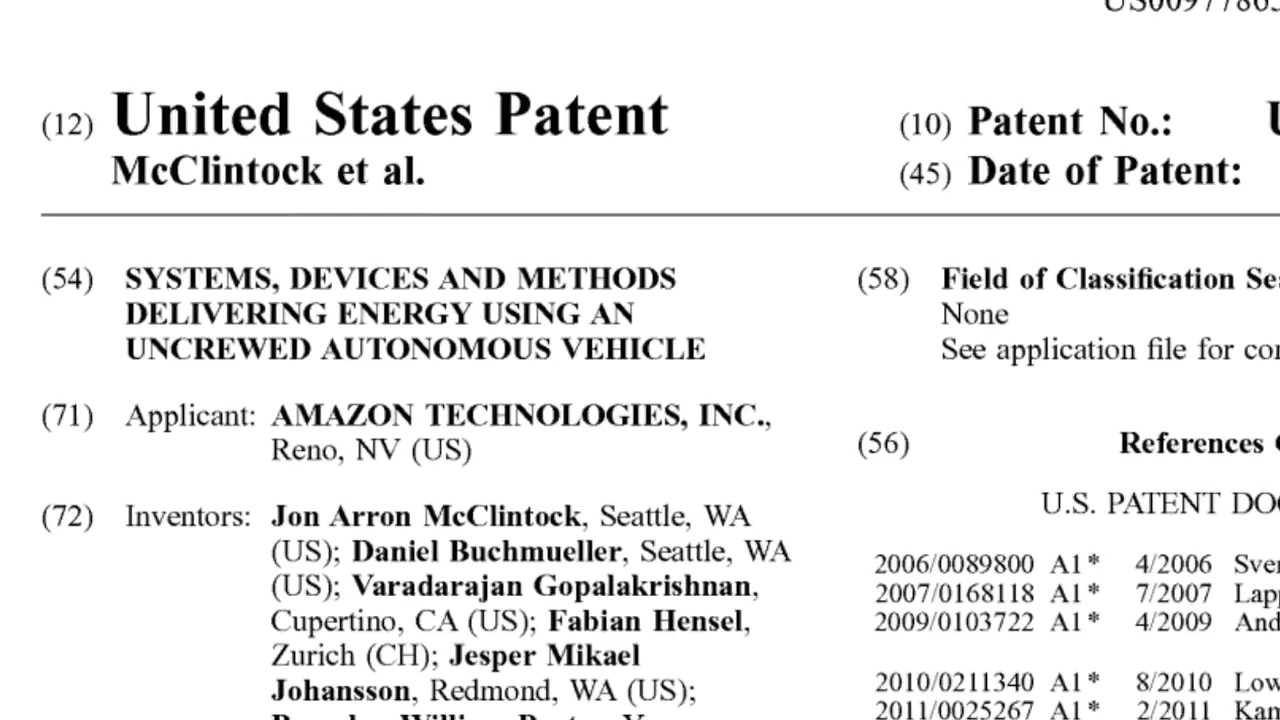 (12) United States Patent
McClintock et al.
(10) Patent No.:
(45) Date of Patent:
(54) SYSTEMS, DEVICES AND METHODS
DELIVERING ENERGY USING AN
UNCREWED AUTONOMOUS VEHICLE
(71) Applicant: AMAZON TECHNOLOGIES, INC.,
Reno, NV (US)
(72) Inventors: Jon Arron McClintock, Seattle, WA
(US); Daniel Buchmueller, Seattle, WA
(US); Varadarajan Gopalakrishnan,
Cupertino, CA (US); Fabian Hensel,
Zurich (CH); Jesper Mikael
Johansson, Redmond, WA (US);
(58) Field of Classification
None
See application file for
(56) References
U.S. PATENT
2006/0089800 A1* 4/2006
2007/0168118 A1* 7/2007
2009/0103722 A1* 4/2009
2010/0211340 A1* 8/2010
2011/0025267 A1* 2/2011